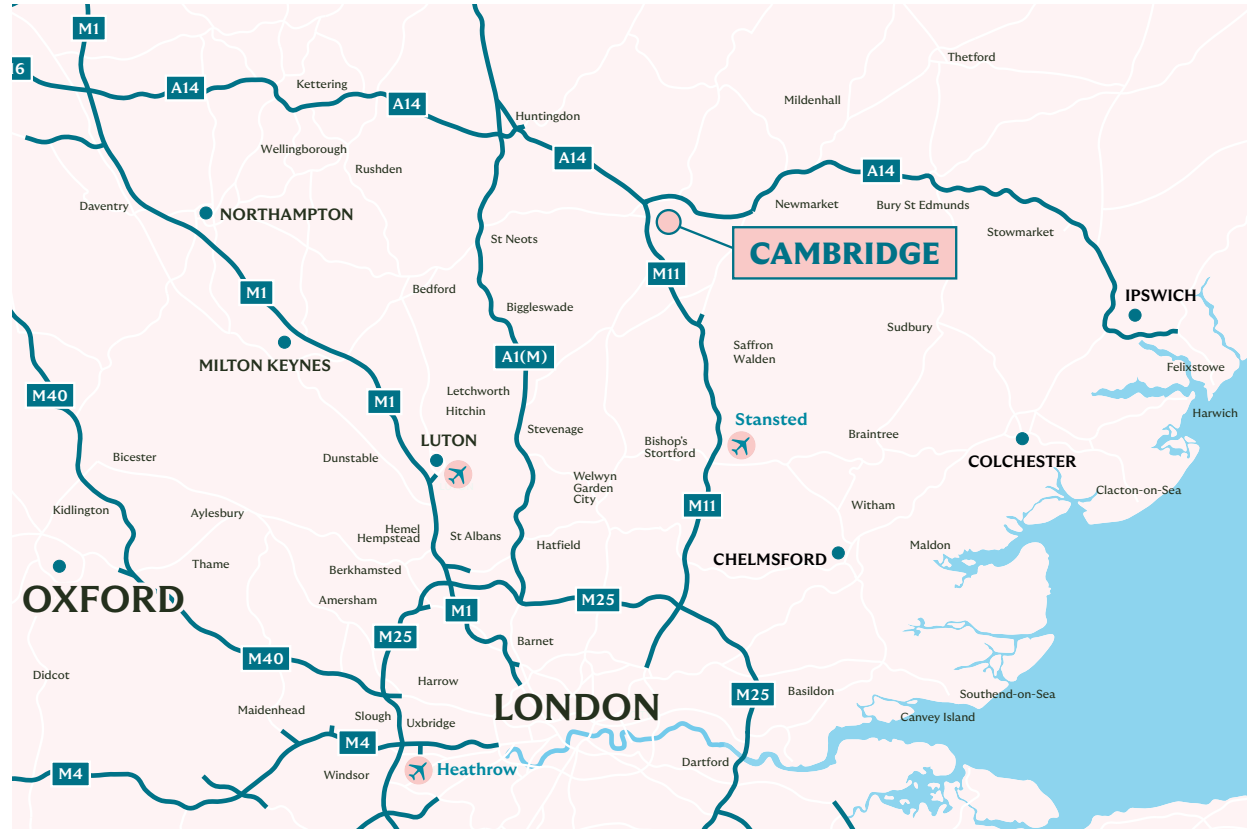 M1
6
A14
Kettering
A14
Huntingdon
Thetford
Mildenhall
A14
A14
Wellingborough
Rushden
Daventry
NORTHAMPTON
Newmarket
Bury St Edmunds
Stowmarket
St Neots
CAMBRIDGE
M11
M1
Bedford
Biggleswade
IPSWICH
Sudbury
MILTON KEYNES
A1(M)
Saffron
Walden
Felixstowe
M40
M1
Letchworth
Hitchin
Harwich
Stansted
Stevenage
LUTON
Bishop's
Stortford
Braintree
Bicester
Dunstable
COLCHESTER
Welwyn
Garden
City
Clacton-on-Sea
Kidlington
Aylesbury
M11
Witham
Hemel
Hempstead
St Albans
Hatfield
Maldon
CHELMSFORD
Thame
Berkhamsted
OXFORD
Amersham
M1
M25
M25
Barnet
M40
Didcot
Harrow
M25
Basildon
Southend-on-Sea
LONDON
Maidenhead
Slough
Uxbridge
Canvey Island
M4
M4
Windsor
Heathrow
Dartford